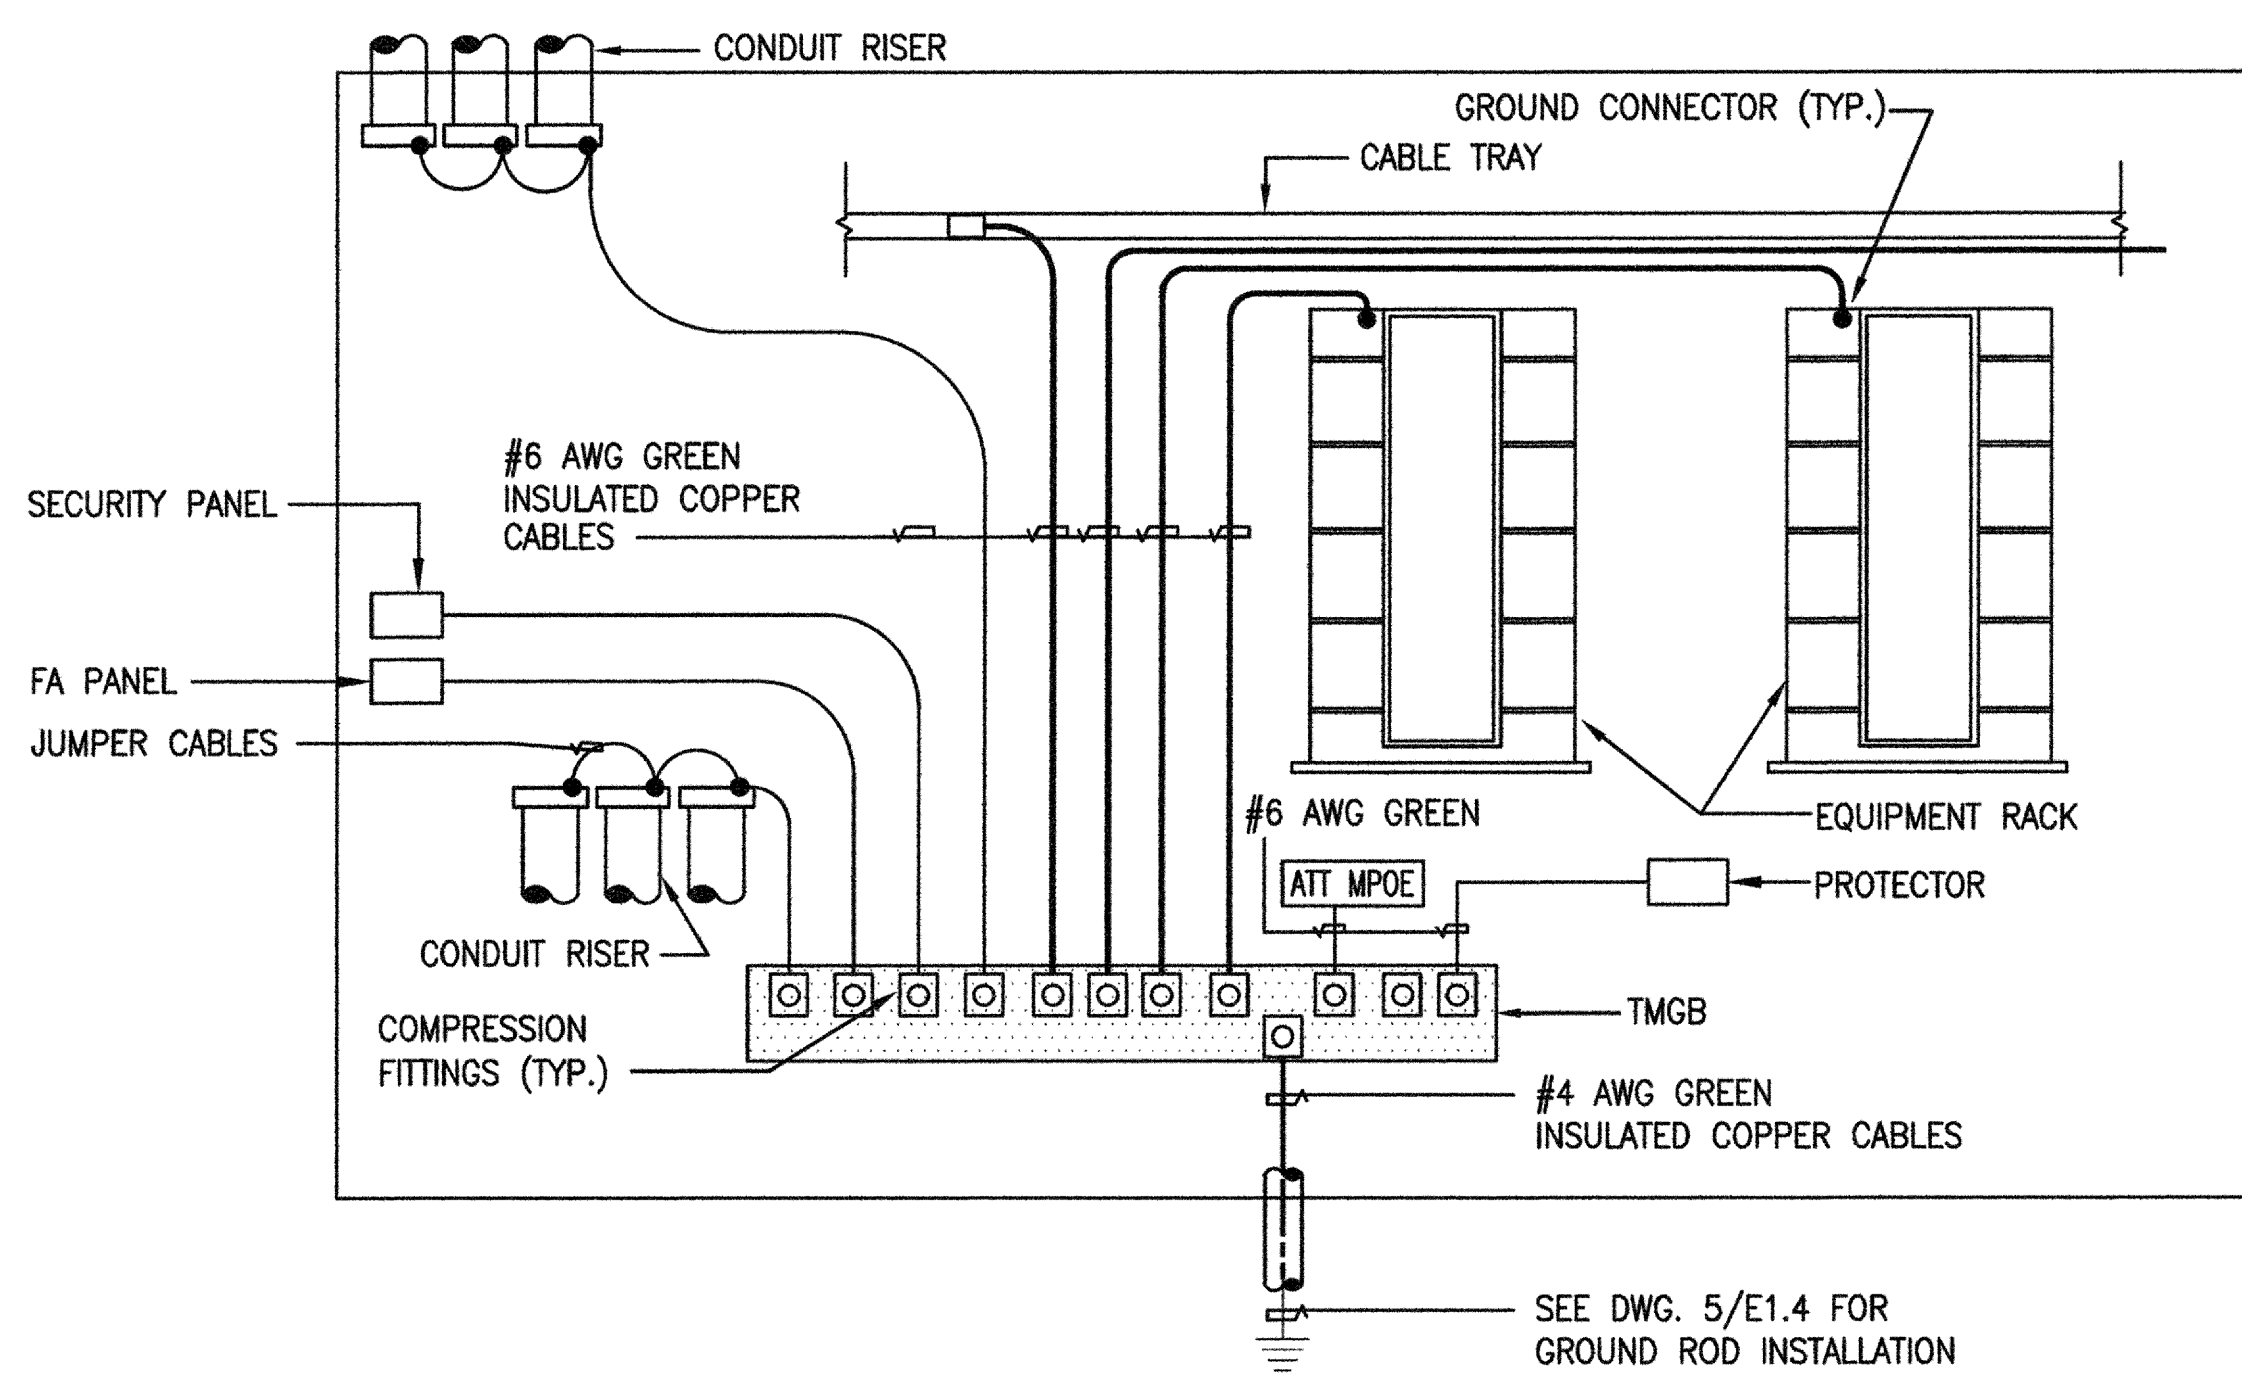 CONDUIT RISER
GROUND CONNECTOR (TYP.)
CABLE TRAY
#6 AWG GREEN
INSULATED COPPER
CABLES
SECURITY PANEL
FA PANEL
JUMPER CABLES
#6 AWG GREEN
EQUIPMENT RACK
ATT MPOE
PROTECTOR
CONDUIT RISER
TMGB
COMPRESSION
FITTINGS (TYP.)
#4 AWG GREEN
INSULATED COPPER CABLES
SEE DWG. 5/E1.4 FOR
GROUND ROD INSTALLATION